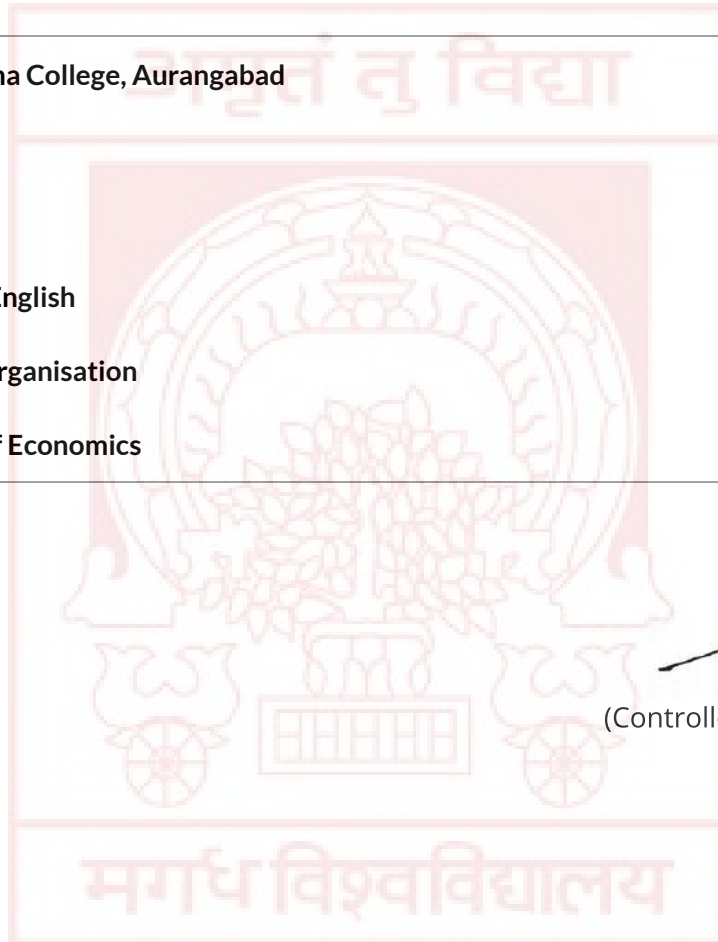 अमृतं तु विद्या
na College, Aurangabad
English
rganisation
f Economics
(Controll
मगध विश्वविद्यालय